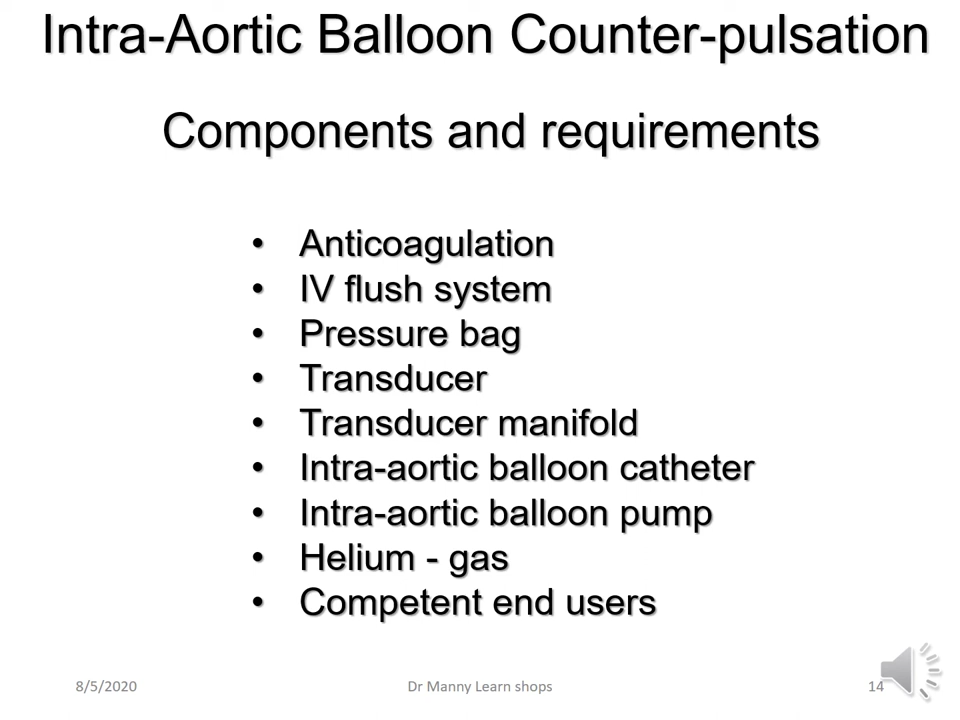 Intra-Aortic Balloon Counter-pulsation
Components and requirements
• Anticoagulation
• IV flush system
• Pressure bag
• Transducer
• Transducer manifold
• Intra-aortic balloon catheter
• Intra-aortic balloon pump
• Helium - gas
• Competent end users
8/5/2020
Dr Manny Learn shops
14